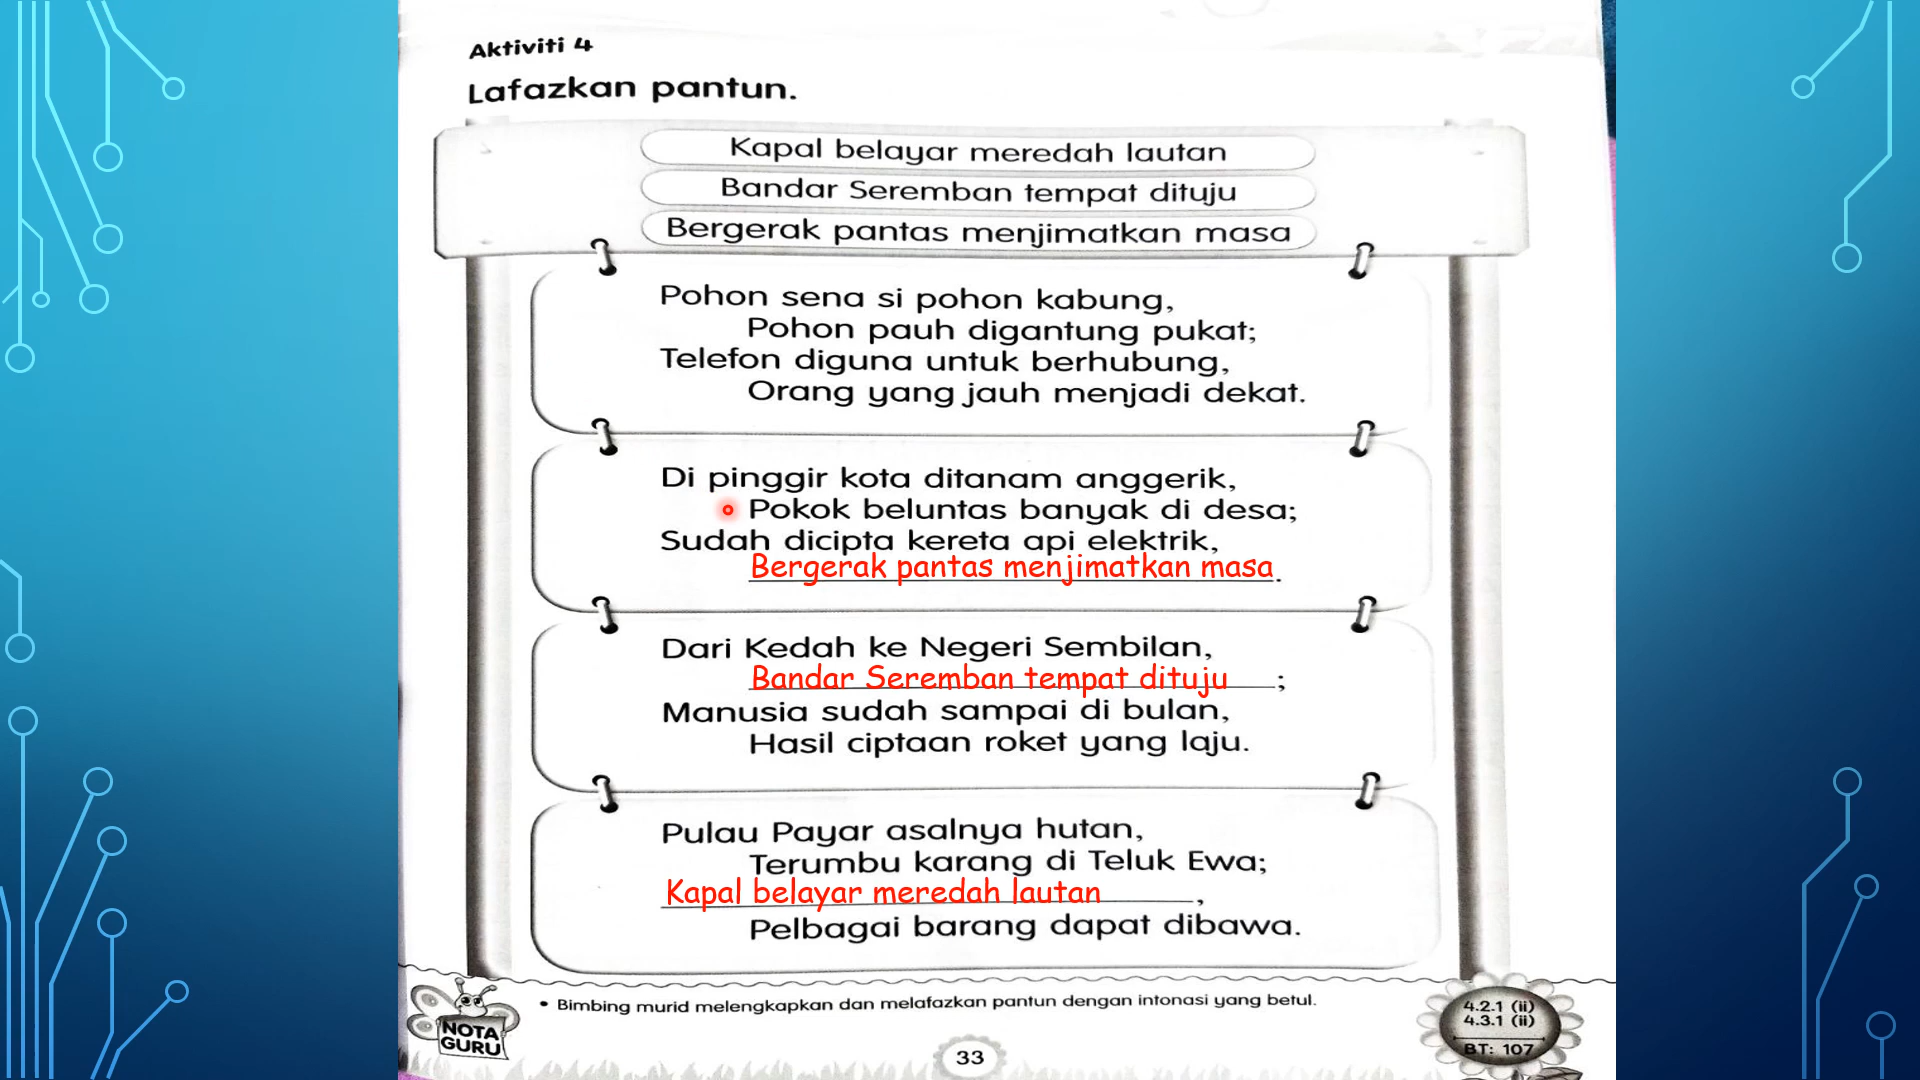 Aktiviti 4
Lafazkan pantun.
Kapal belayar meredah lautan
Bandar Seremban tempat dituju
Bergerak pantas menjimatkan masa
Pohon sena si pohon kabung,
Pohon pauh digantung pukat;
Telefon diguna untuk berhubung,
Orang yang jauh menjadi dekat.
Di pinggir kota ditanam anggerik,
Pokok beluntas banyak di desa;
Sudah dicipta kereta api elektrik,
Bergerak pantas menjimatkan masa.
Dari Kedah ke Negeri Sembilan,
Bandar Seremban tempat dituju;
Manusia sudah sampai di bulan,
Hasil ciptaan roket yang laju.
Pulau Payar asalnya hutan,
Terumbu karang di Teluk Ewa;
Kapal belayar meredah lautan,
Pelbagai barang dapat dibawa.
• Bimbing murid melengkapkan dan melafazkan pantun dengan intonasi yang betul.
NOTA
GURU
33
4.2.1 (ii)
4.3.1 (ii)
BT: 107